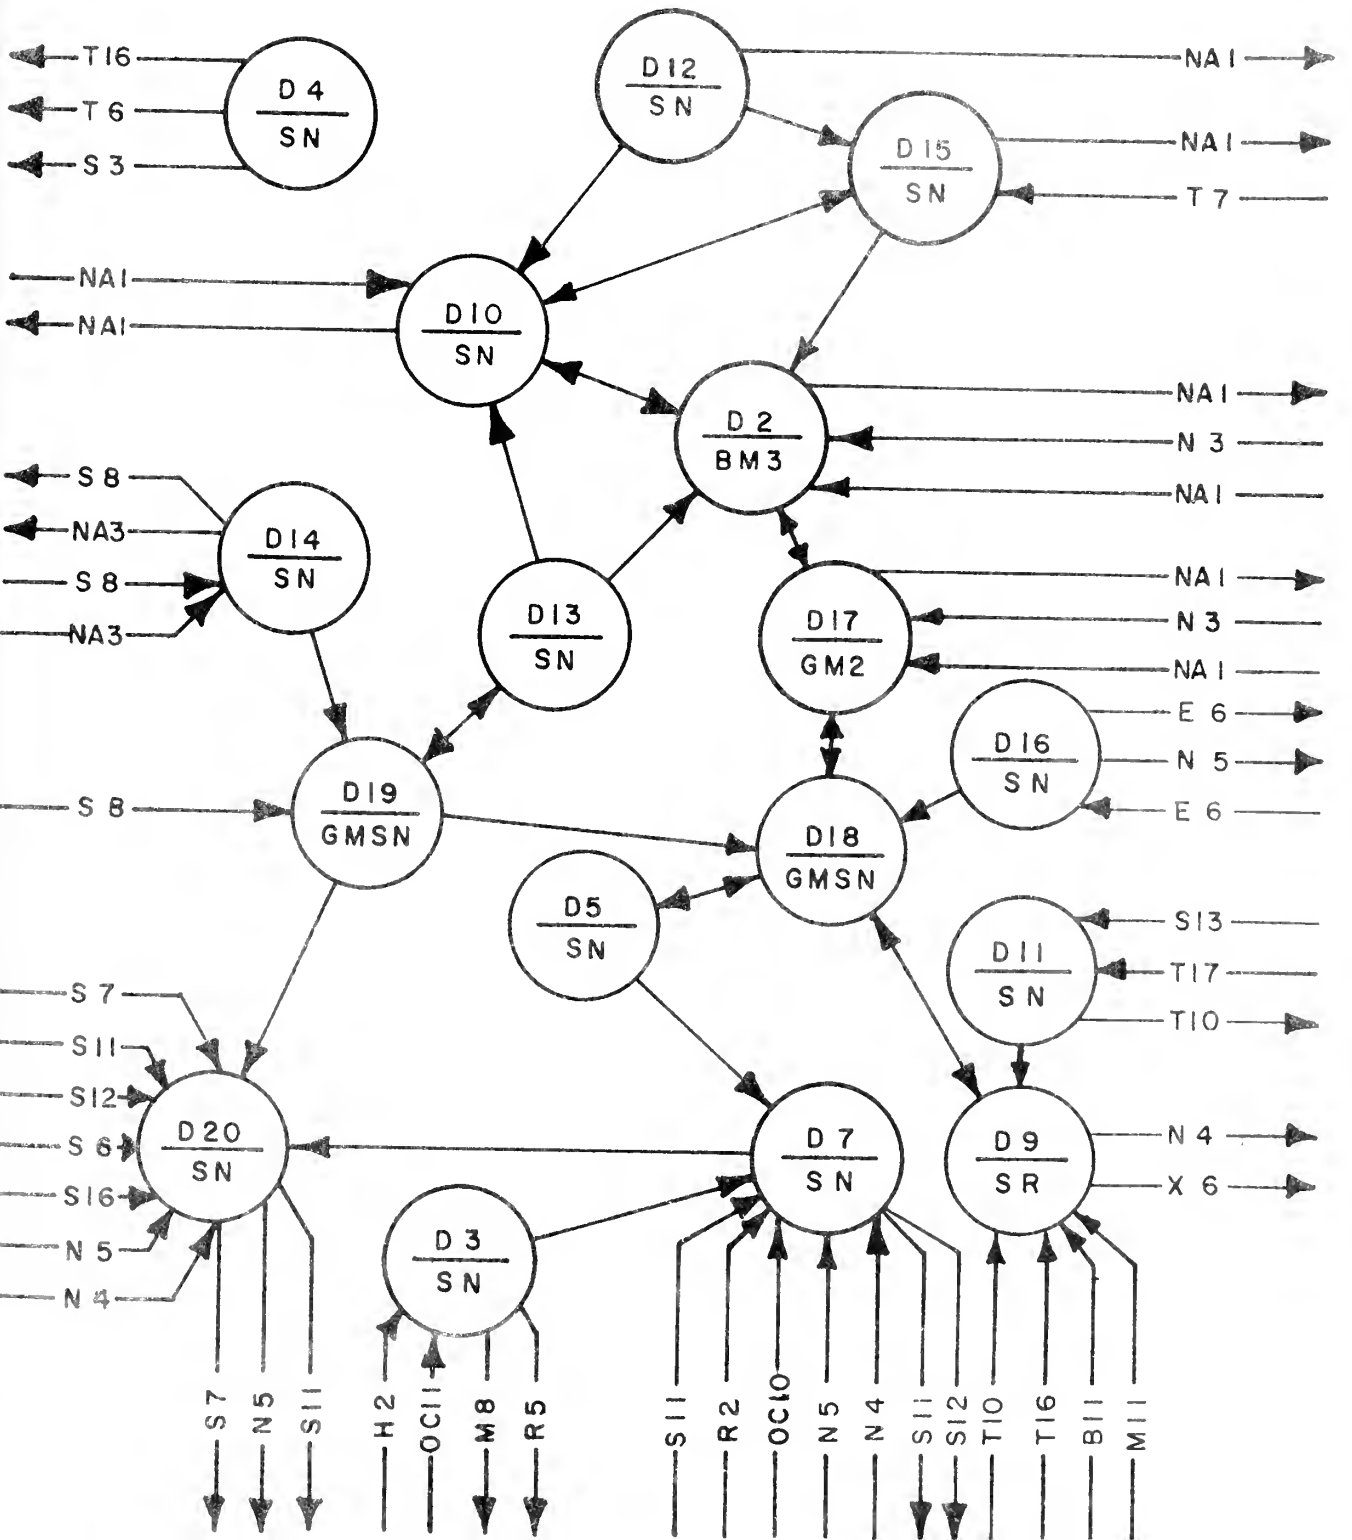 T16
D12
SN
NA1
D4
SN
T6
D15
SN
NA1
S3
T7
NA1
D10
SN
NA1
D2
BM3
NA1
N3
NA1
S8
NA3
D14
SN
S8
NA3
D13
SN
D17
GM2
NA1
N3
NA1
D16
SN
E6
N5
E6
S8
D19
GMSN
D18
GMSN
D5
SN
D11
SN
S13
T17
T10
S7
S11
S12
S6
S16
N5
N4
D20
SN
D7
SN
D9
SR
N4
X6
D3
SN
S7
N5
S11
H2
OC11
M8
R5
S11
R2
OC10
N5
N4
S11
S12
T10
T16
B11
M11